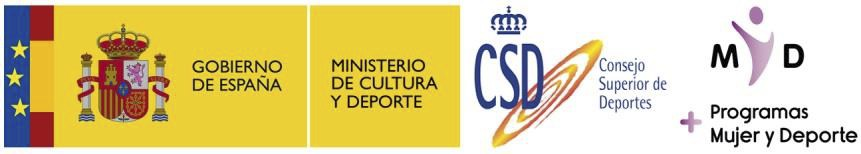 GOBIERNO
DE ESPAÑA
MINISTERIO
DE CULTURA
Y DEPORTE
CSD
Consejo
Superior de
Deportes
M D
+ Programas
Mujer y Deporte